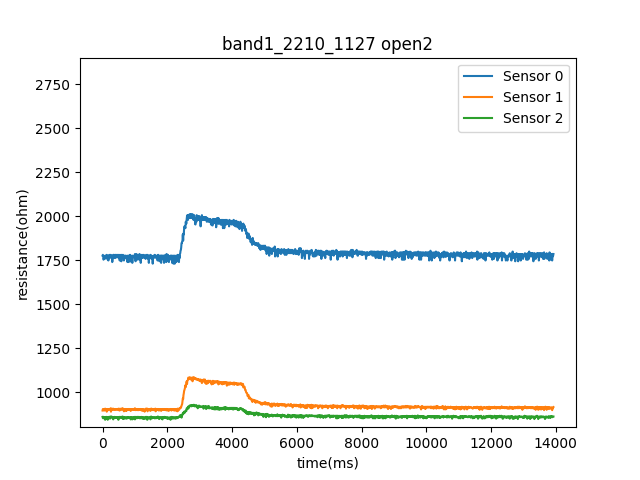 band1_2210_1127 open2
Sensor 0
Sensor 1
Sensor 2
resistance(ohm)
2750
2500
2250
2000
1750
1500
1250
1000
0 2000 4000 6000 8000 10000 12000 14000
time(ms)